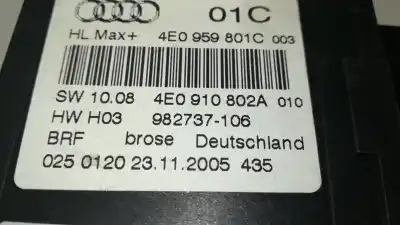 01C
HL Max+ 4E0 959 801C 003
SW 10.08 4E0 910 802A 010
HW H03 982737-106
BRF brose Deutschland
025 0120 23.11.2005 435